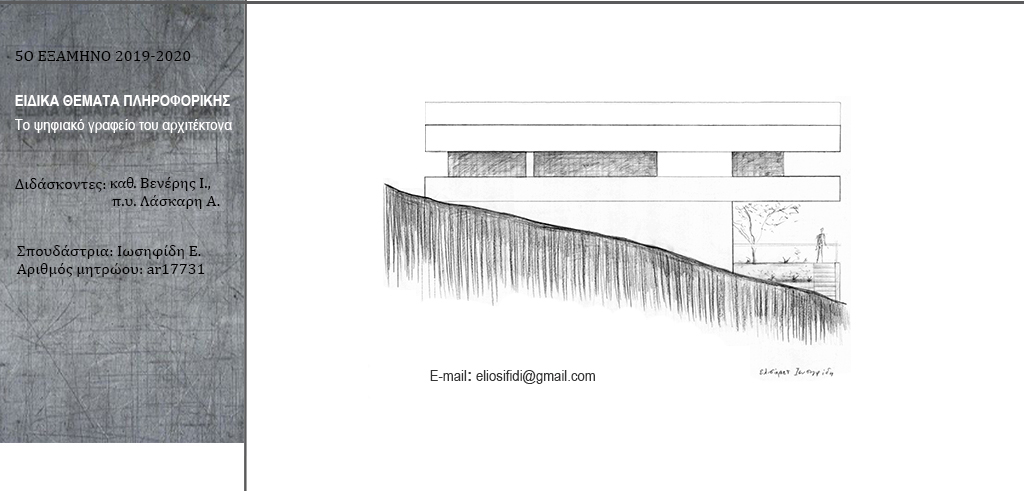 5Ο ΕΞΑΜΗΝΟ 2019-2020
ΕΙΔΙΚΑ ΘΕΜΑΤΑ ΠΛΗΡΟΦΟΡΙΚΗΣ
Το ψηφιακό γραφείο του αρχιτέκτονα
Διδάσκοντες: καθ. Βενέρης Ι.,
π.υ. Λάσκαρη Α.
Σπουδάστρια: Ιωσηφίδη Ε.
Αριθμός μητρώου: ar17731
E-mail: eliosifidi@gmail.com
Ιωσηφίδη